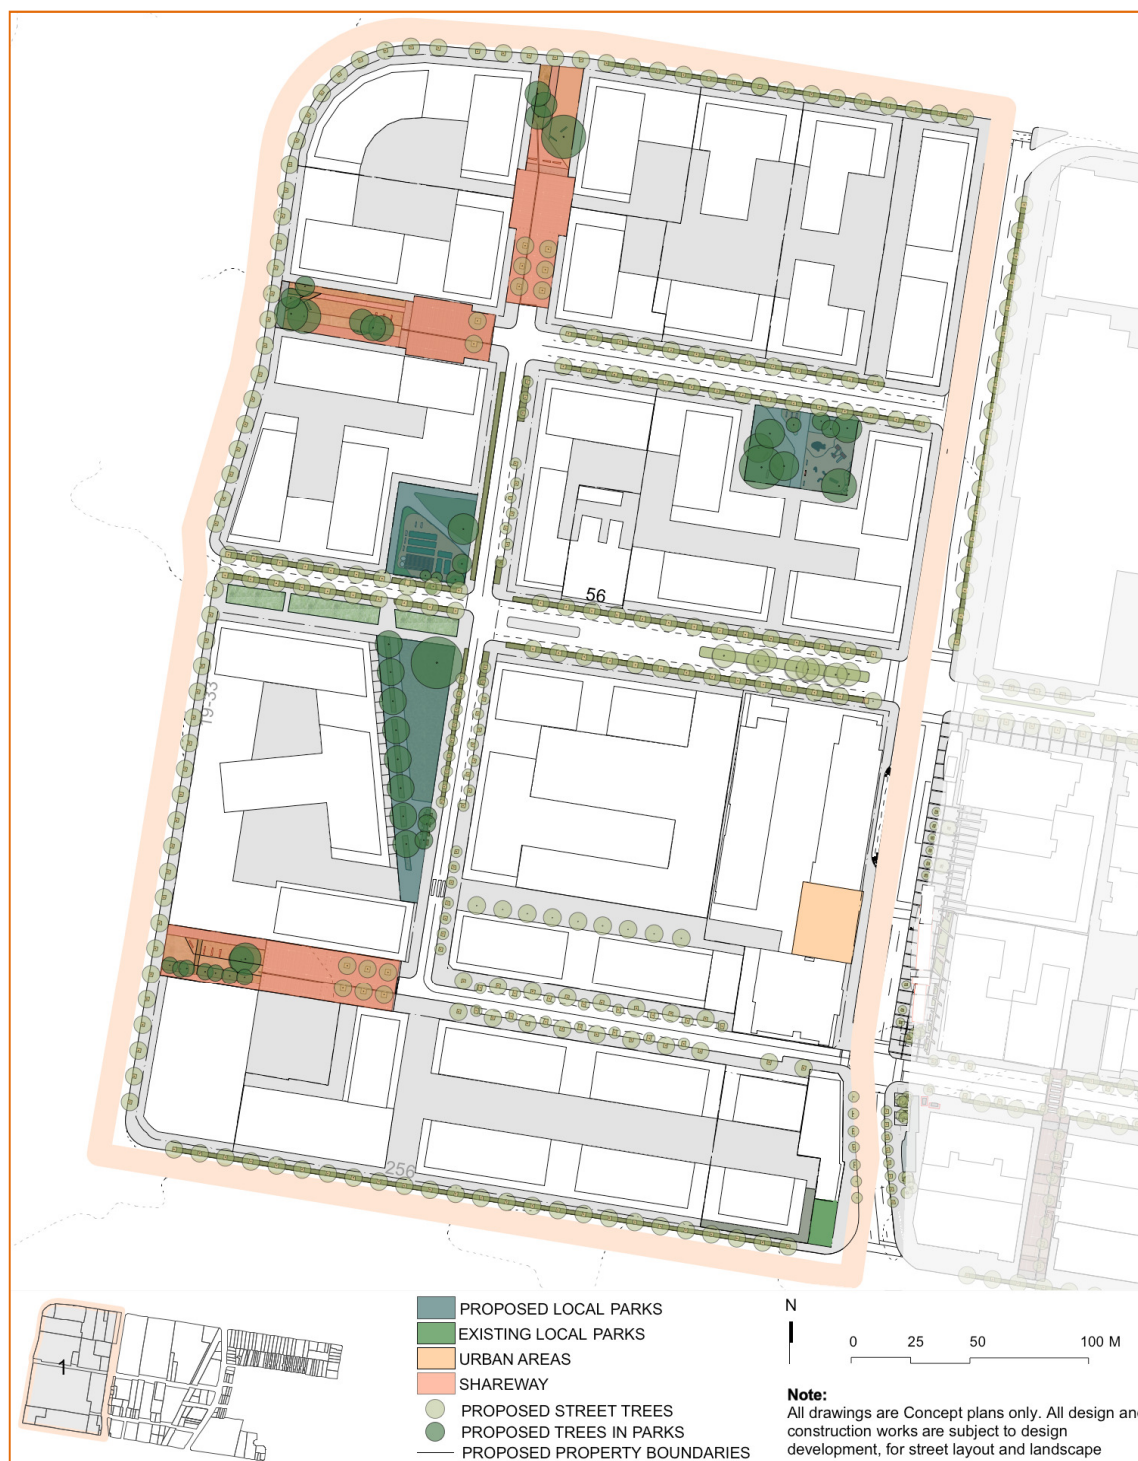 56
19-33
256
1
PROPOSED LOCAL PARKS
EXISTING LOCAL PARKS
URBAN AREAS
SHAREWAY
PROPOSED STREET TREES
PROPOSED TREES IN PARKS
PROPOSED PROPERTY BOUNDARIES
N
0 25 50 100 M
Note:
All drawings are Concept plans only. All design an
construction works are subject to design
development, for street layout and landscape